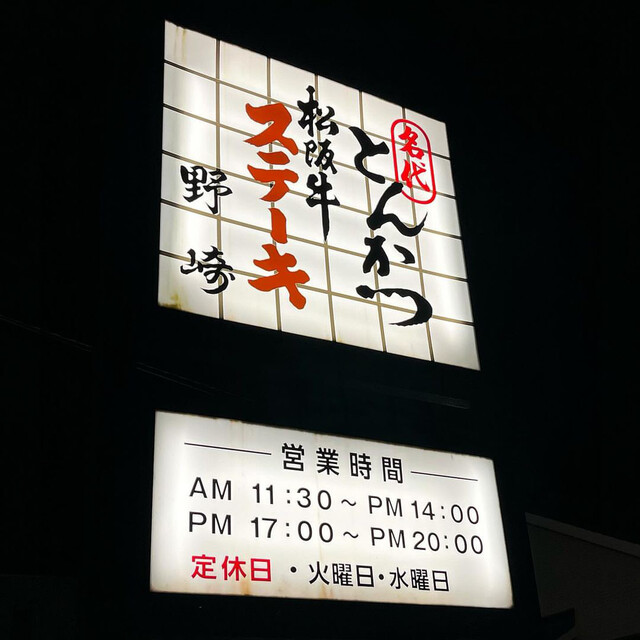 名代
とんかつ
松阪牛
ステーキ
野崎
営業時間
AM 11:30～PM 14:00
PM 17:00～PM 20:00
定休日・火曜日・水曜日